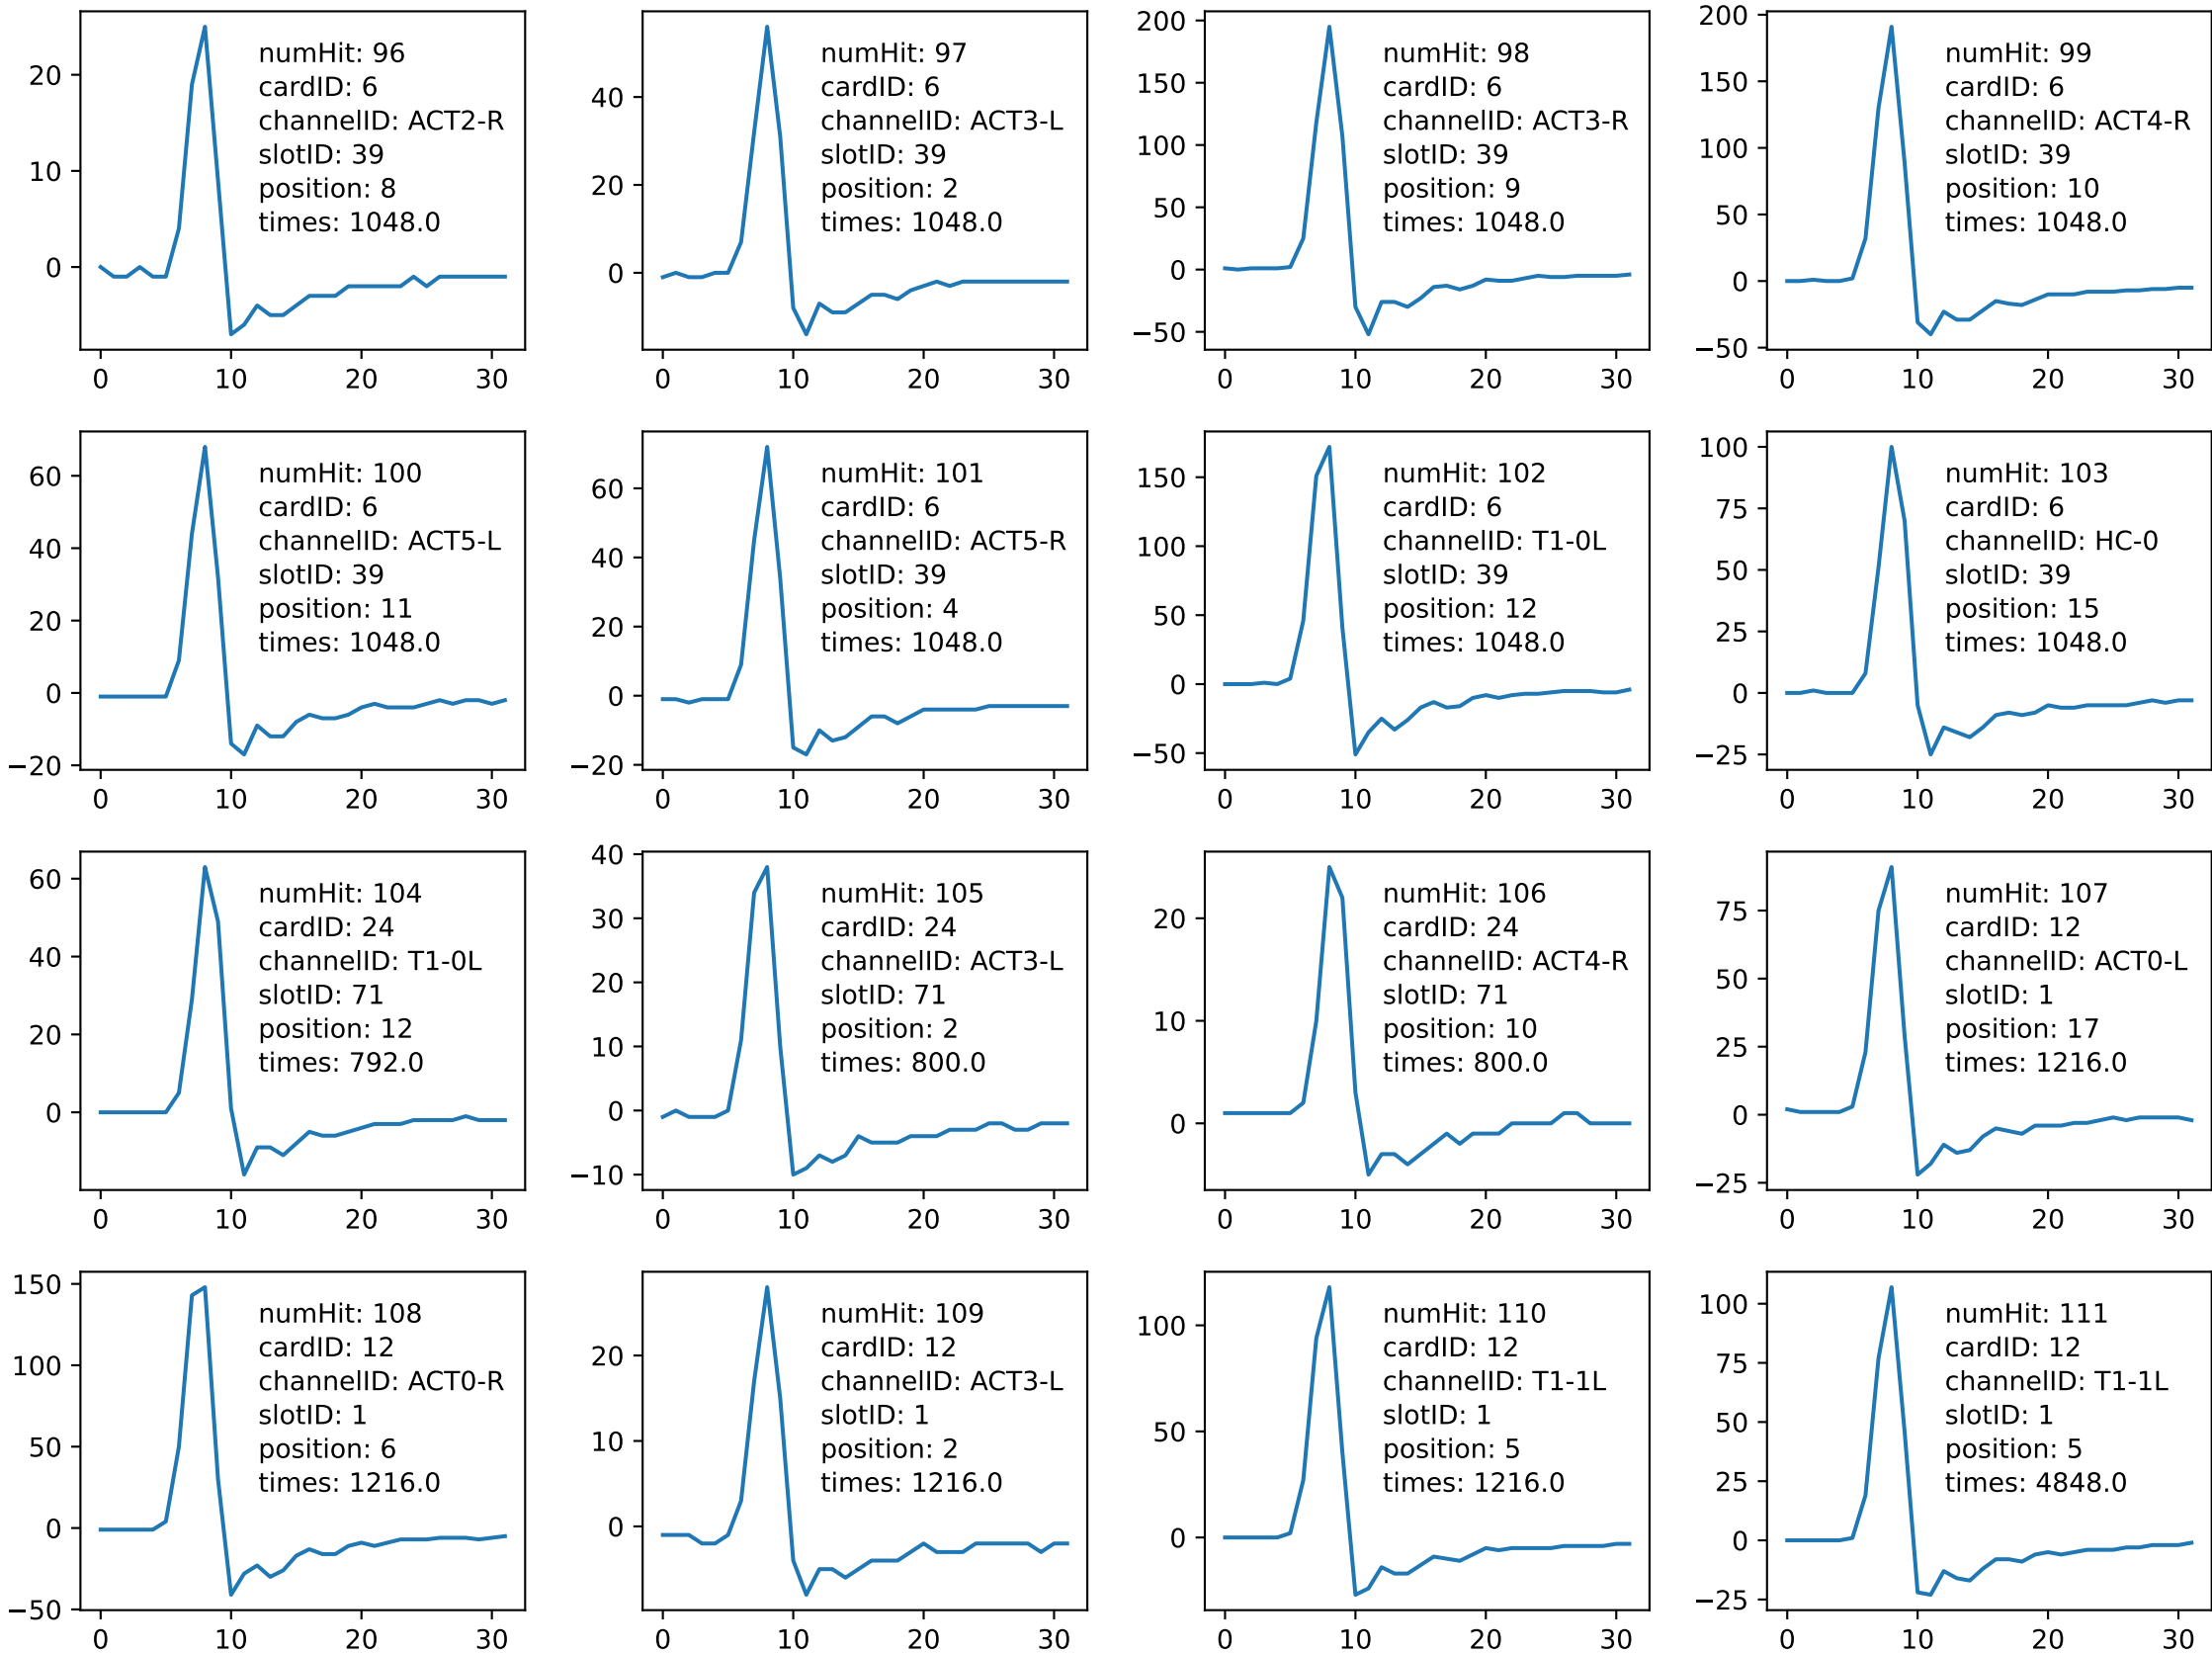 numHit: 96
cardID: 6
channelID: ACT2-R
slotID: 39
position: 8
times: 1048.0
20
10
0
0 10 20 30
numHit: 97
cardID: 6
channelID: ACT3-L
slotID: 39
position: 2
times: 1048.0
40
20
0
0 10 20 30
numHit: 98
cardID: 6
channelID: ACT3-R
slotID: 39
position: 9
times: 1048.0
200
150
100
50
0
−50
0 10 20 30
numHit: 99
cardID: 6
channelID: ACT4-R
slotID: 39
position: 10
times: 1048.0
200
150
100
50
0
−50
0 10 20 30
numHit: 100
cardID: 6
channelID: ACT5-L
slotID: 39
position: 11
times: 1048.0
60
40
20
0
−20
0 10 20 30
numHit: 101
cardID: 6
channelID: ACT5-R
slotID: 39
position: 4
times: 1048.0
60
40
20
0
−20
0 10 20 30
numHit: 102
cardID: 6
channelID: T1-0L
slotID: 39
position: 12
times: 1048.0
150
100
50
0
−50
0 10 20 30
numHit: 103
cardID: 6
channelID: HC-0
slotID: 39
position: 15
times: 1048.0
100
75
50
25
0
−25
0 10 20 30
numHit: 104
cardID: 24
channelID: T1-0L
slotID: 71
position: 12
times: 792.0
60
40
20
0
0 10 20 30
numHit: 105
cardID: 24
channelID: ACT3-L
slotID: 71
position: 2
times: 800.0
40
30
20
10
0
−10
0 10 20 30
numHit: 106
cardID: 24
channelID: ACT4-R
slotID: 71
position: 10
times: 800.0
20
10
0
0 10 20 30
numHit: 107
cardID: 12
channelID: ACT0-L
slotID: 1
position: 17
times: 1216.0
75
50
25
0
−25
0 10 20 30
numHit: 108
cardID: 12
channelID: ACT0-R
slotID: 1
position: 6
times: 1216.0
150
100
50
0
−50
0 10 20 30
numHit: 109
cardID: 12
channelID: ACT3-L
slotID: 1
position: 2
times: 1216.0
20
10
0
0 10 20 30
numHit: 110
cardID: 12
channelID: T1-1L
slotID: 1
position: 5
times: 1216.0
100
50
0
0 10 20 30
numHit: 111
cardID: 12
channelID: T1-1L
slotID: 1
position: 5
times: 4848.0
100
75
50
25
0
−25
0 10 20 30